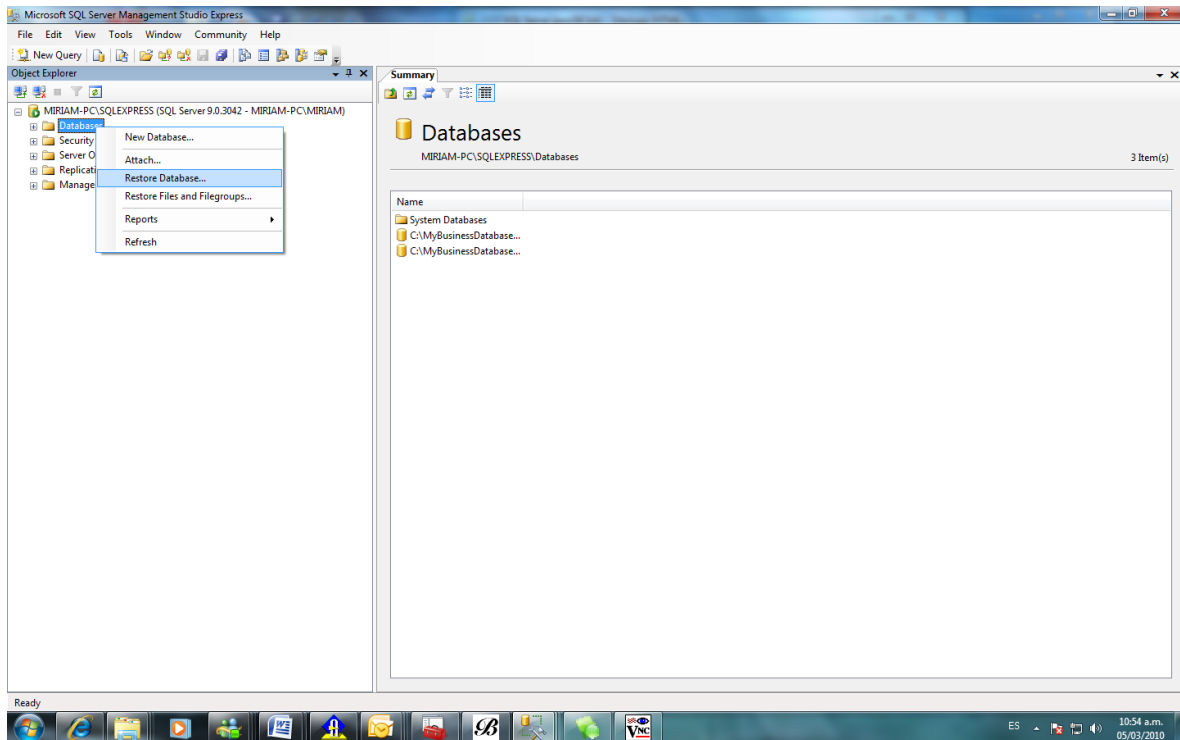 Microsoft SQL Server Management Studio Express
File Edit View Tools Window Community Help
New Query
Object Explorer
Summary
MIRIAM-PC\SQLEXPRESS (SQL Server 9.0.3042 - MIRIAM-PC\MIRIAM)
Databases
Security
Server O
Replicati
Manage
New Database...
Attach...
Restore Database...
Restore Files and Filegroups...
Reports
Refresh
Databases
MIRIAM-PC\SQLEXPRESS\Databases
3 Item(s)
Name
System Databases
C:\MyBusinessDatabase...
C:\MyBusinessDatabase...
Ready
VNC
ES
10:54 a.m.
05/03/2010